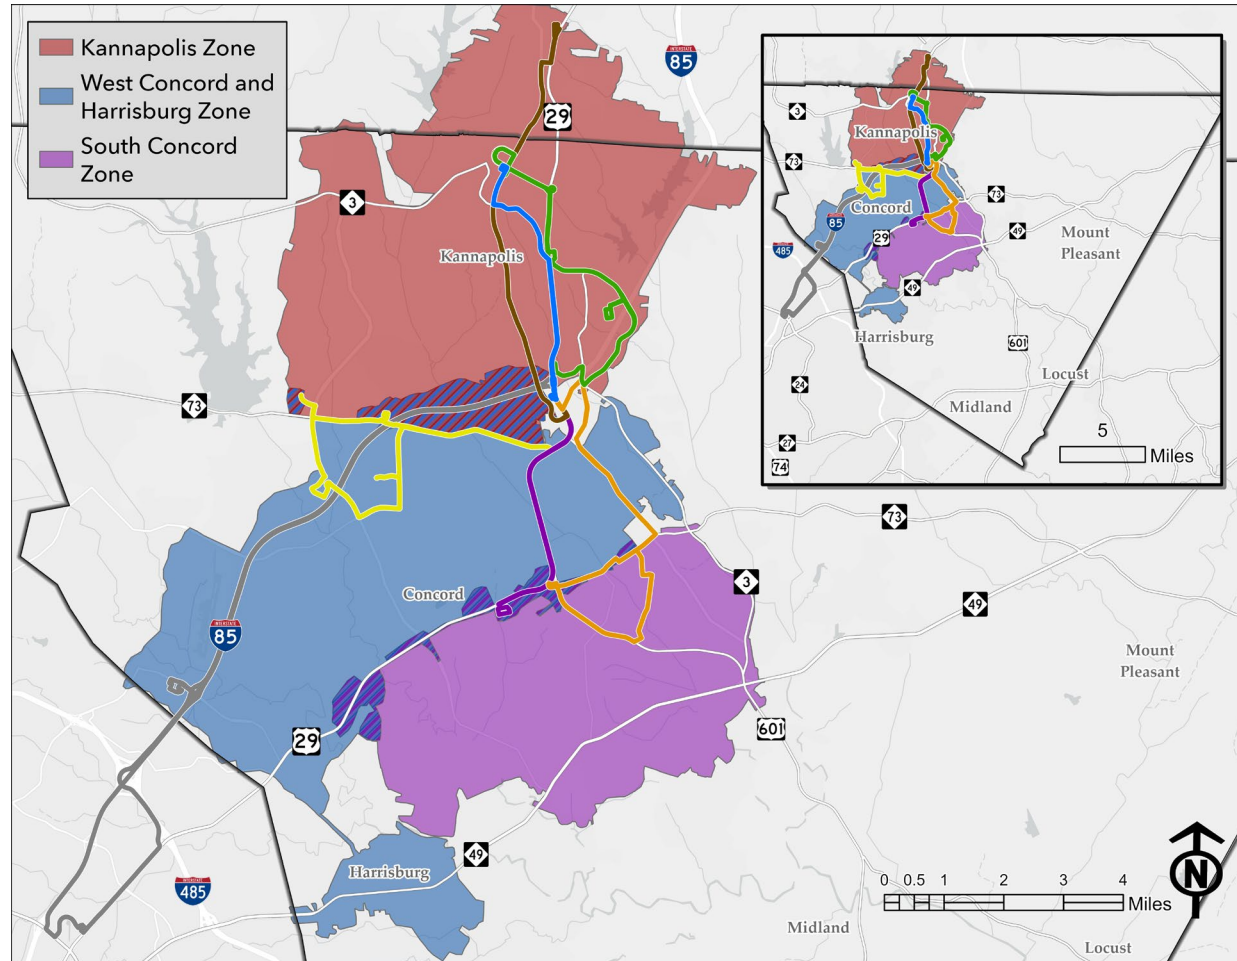 Kannapolis Zone
West Concord and
Harrisburg Zone
South Concord
Zone
INTERSTATE
85
29
3
Kannapolis
73
Concord
INTERSTATE
85
29
3
73
49
Mount
Pleasant
601
49
Harrisburg
INTERSTATE
485
Midland
Locust
N
0 0.5 1 2 3 4
Miles
3
Kannapolis
73
73
Concord
85
29
49
Mount
Pleasant
485
49
Harrisburg
601
24
Locust
Midland
27
74
5
Miles